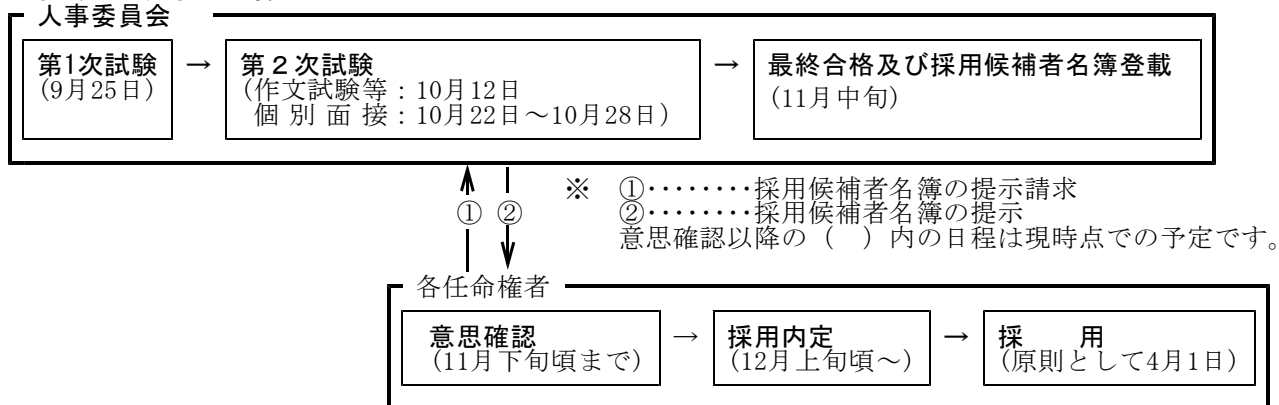 人事委員会
第1次試験
(9月25日)
→
第２次試験
(作文試験等：10月12日
個別面接：10月22日～10月28日)
→
最終合格及び採用候補者名簿登載
(11月中旬)
① ②
※ ①・・・・・・・・採用候補者名簿の提示請求
②・・・・・・・・採用候補者名簿の提示
意思確認以降の（ ）内の日程は現時点での予定です。
各任命権者
意思確認
(11月下旬頃まで)
→
採用内定
(12月上旬頃～)
→
採 用
(原則として4月1日)